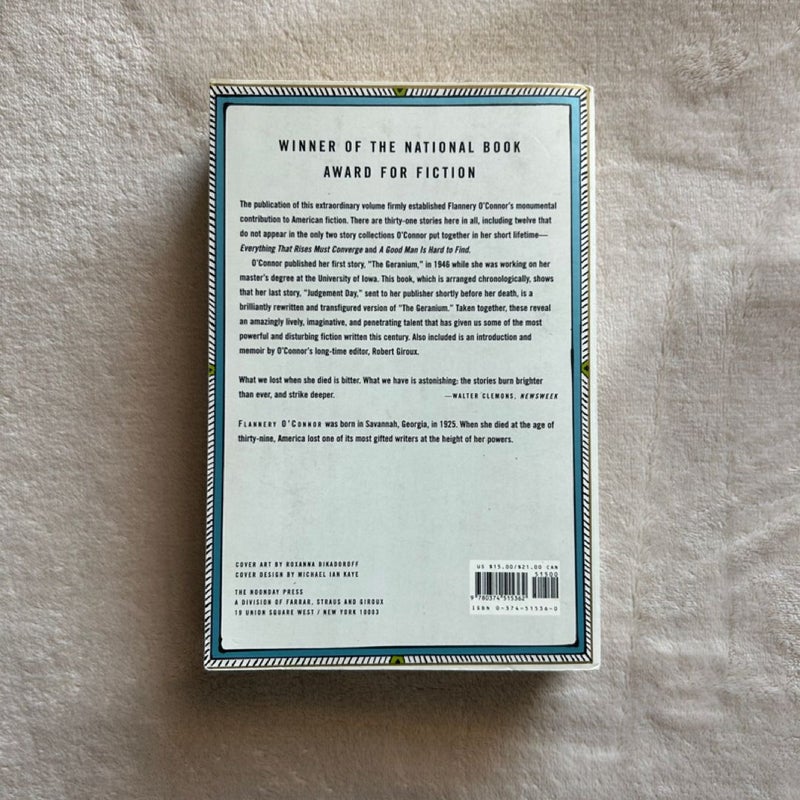 WINNER OF THE NATIONAL BOOK
AWARD FOR FICTION
The publication of this extraordinary volume firmly established Flannery O'Connor's monumental
contribution to American fiction. There are thirty-one stories here in all, including twelve that
do not appear in the only two story collections O'Connor put together in her short lifetime—
Everything That Rises Must Converge and A Good Man Is Hard to Find.
O'Connor published her first story, "The Geranium," in 1946 while she was working on her
master's degree at the University of Iowa. This book, which is arranged chronologically, shows
that her last story, "Judgement Day," sent to her publisher shortly before her death, is a
brilliantly rewritten and transfigured version of "The Geranium." Taken together, these reveal
an amazingly lively, imaginative, and penetrating talent that has given us some of the most
powerful and disturbing fiction written this century. Also included is an introduction and
memoir by O'Connor's long-time editor, Robert Giroux.
What we lost when she died is bitter. What we have is astonishing: the stories burn brighter
than ever, and strike deeper. —WALTER CLEMONS, NEWSWEEK
FLANNERY O'CONNOR was born in Savannah, Georgia, in 1925. When she died at the age of
thirty-nine, America lost one of its most gifted writers at the height of her powers.
COVER ART BY ROXANNA BIKADOROFF
COVER DESIGN BY MICHAEL IAN KAYE
THE NOONDAY PRESS
A DIVISION OF FARRAR, STRAUS AND GIROUX
19 UNION SQUARE WEST / NEW YORK 10003
US $15.00/$21.00 CAN
51500
9 780374 515362
ISBN 0-374-51536-0